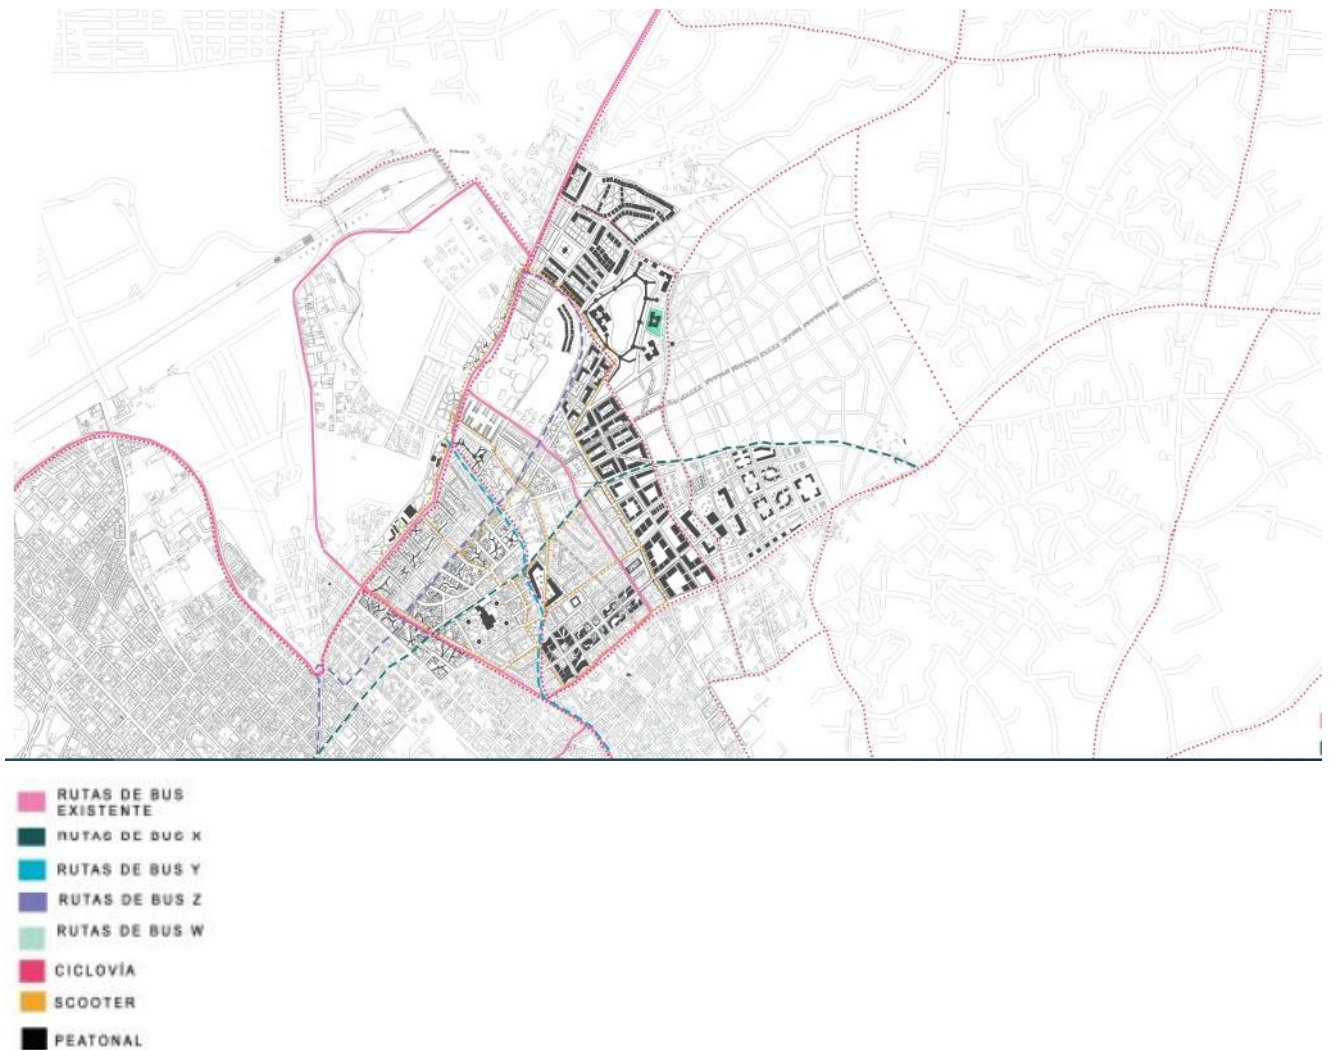 RUTAS DE BUS
EXISTENTE
RUTAS DE BUS X
RUTAS DE BUS Y
RUTAS DE BUS Z
RUTAS DE BUS W
CICLOVÍA
SCOOTER
PEATONAL